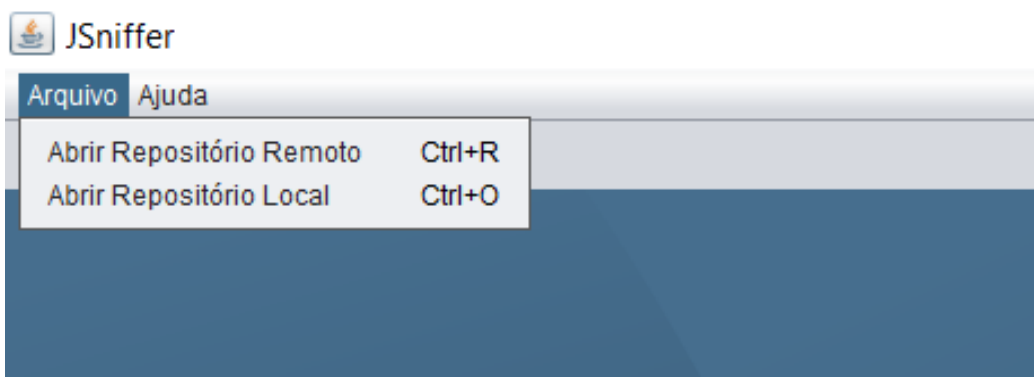 JSniffer
Arquivo Ajuda
Abrir Repositório Remoto Ctrl+R
Abrir Repositório Local Ctrl+O